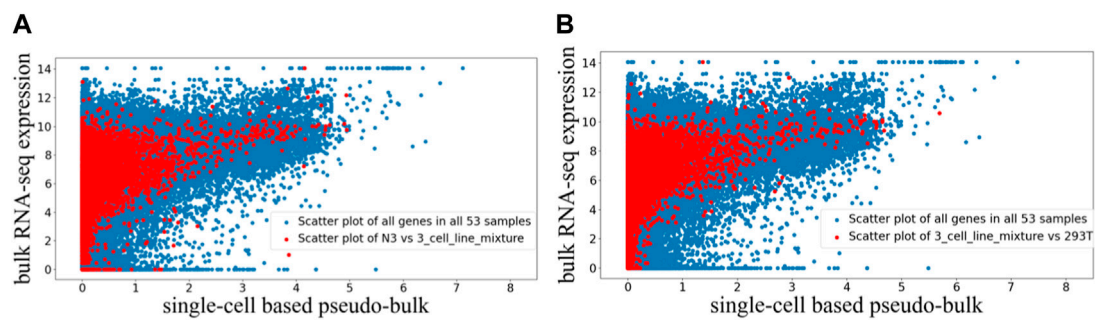 A
bulk RNA-seq expression
14
12
10
8
6
4
2
0
Scatter plot of all genes in all 53 samples
Scatter plot of N3 vs 3_cell_line_mixture
0 1 2 3 4 5 6 7 8
single-cell based pseudo-bulk
B
bulk RNA-seq expression
14
12
10
8
6
4
2
0
Scatter plot of all genes in all 53 samples
Scatter plot of 3_cell_line_mixture vs 293T
0 1 2 3 4 5 6 7 8
single-cell based pseudo-bulk